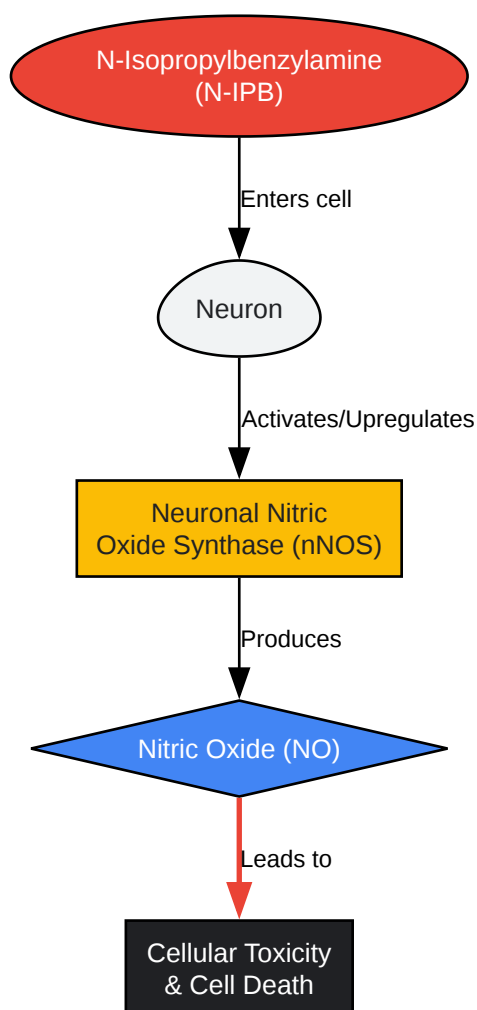 N-Isopropylbenzylamine
(N-IPB)
Enters cell
Neuron
Activates/Upregulates
Neuronal Nitric
Oxide Synthase (nNOS)
Produces
Nitric Oxide (NO)
Leads to
Cellular Toxicity
& Cell Death